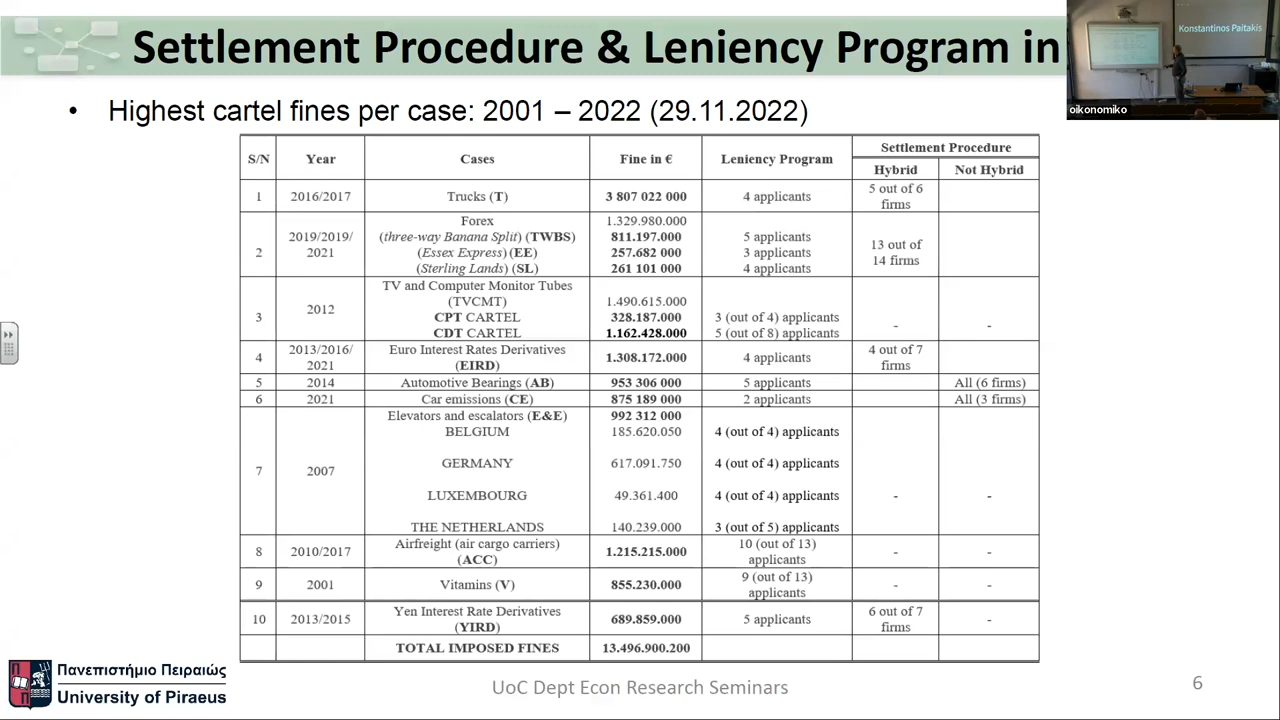 Settlement Procedure & Leniency Program in
Konstantinos Paitakis
oikonomiko
• Highest cartel fines per case: 2001 – 2022 (29.11.2022)
S/N Year Cases Fine in € Leniency Program Settlement Procedure
Hybrid Not Hybrid
1 2016/2017 Trucks (T) 3 807 022 000 4 applicants 5 out of 6 firms
2 2019/2019/2021 Forex 1.329.980.000
(three-way Banana Split) (TWBS) 811.197.000 5 applicants 13 out of 14 firms
(Essex Express) (EE) 257.682 000 3 applicants
(Sterling Lands) (SL) 261 101 000 4 applicants
3 2012 TV and Computer Monitor Tubes
(TVCMT) 1.490.615.000
CPT CARTEL 328.187.000 3 (out of 4) applicants - -
CDT CARTEL 1.162.428.000 5 (out of 8) applicants
4 2013/2016/2021 Euro Interest Rates Derivatives (EIRD) 1.308.172.000 4 applicants 4 out of 7 firms
5 2014 Automotive Bearings (AB) 953 306 000 5 applicants All (6 firms)
6 2021 Car emissions (CE) 875 189 000 2 applicants All (3 firms)
7 2007 Elevators and escalators (E&E) 992 312 000
BELGIUM 185.620.050 4 (out of 4) applicants
GERMANY 617.091.750 4 (out of 4) applicants
LUXEMBOURG 49.361.400 4 (out of 4) applicants - -
THE NETHERLANDS 140.239.000 3 (out of 5) applicants
8 2010/2017 Airfreight (air cargo carriers) (ACC) 1.215.215.000 10 (out of 13) applicants - -
9 2001 Vitamins (V) 855.230.000 9 (out of 13) applicants - -
10 2013/2015 Yen Interest Rate Derivatives (YIRD) 689.859.000 5 applicants 6 out of 7 firms -
TOTAL IMPOSED FINES 13.496.900.200
Πανεπιστήμιο Πειραιώς
University of Piraeus
UoC Dept Econ Research Seminars
6